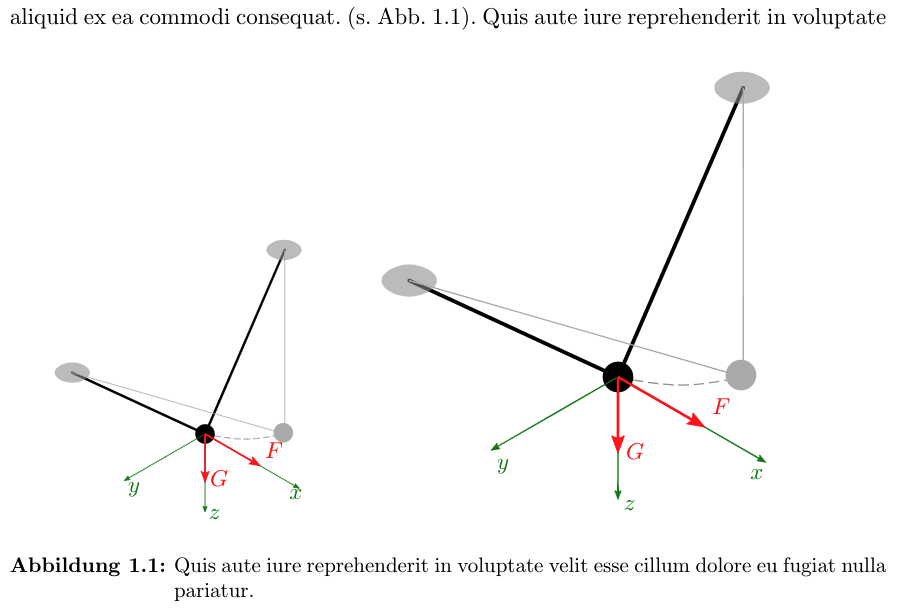 aliquid ex ea commodi consequat. (s. Abb. 1.1). Quis aute iure reprehenderit in voluptate
F
G
y
x
z
F
G
y
x
z
Abbildung 1.1: Quis aute iure reprehenderit in voluptate velit esse cillum dolore eu fugiat nulla
pariatur.